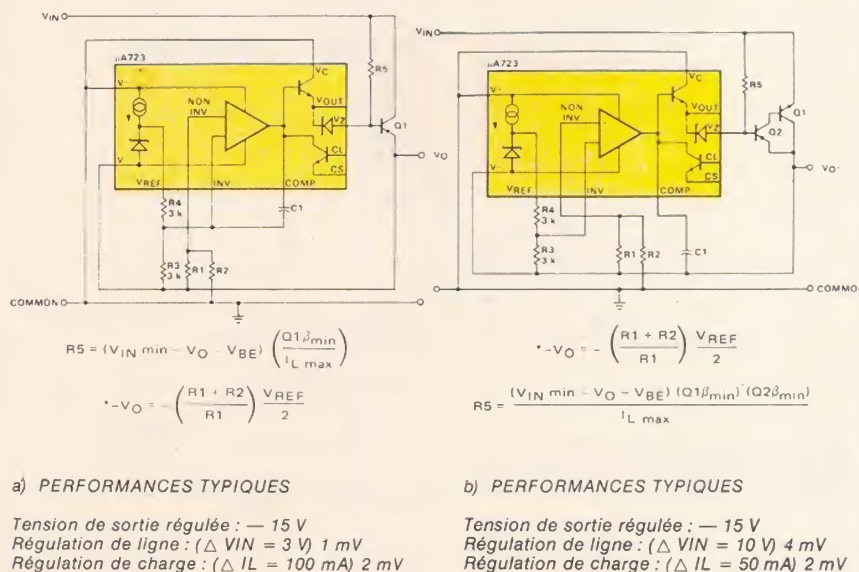 VIN
µA723
V-
V
NON
INV
VC
VOUT
VZ
CL
CS
VREF
INV
COMP
R5
Q1
VO
R4
3 k
R3
3 k
R1
R2
C1
COMMON
R5 = (VIN min – VO – VBE) (Q1βmin / IL max)
*-VO = – (R1 + R2 / R1) VREF / 2
a) PERFORMANCES TYPIQUES
Tension de sortie régulée : — 15 V
Régulation de ligne : (△ VIN = 3 V) 1 mV
Régulation de charge : (△ IL = 100 mA) 2 mV
VIN
µA723
V-
V-
NON
INV
VC
VOUT
VZ
CL
CS
VREF
INV
COMP
R5
Q1
Q2
VO-
R4
3 k
R3
3 k
R1
R2
C1
COMMON
*-VO = – (R1 + R2 / R1) VREF / 2
R5 = (VIN min – VO – VBE) (Q1βmin) (Q2βmin) / IL max
b) PERFORMANCES TYPIQUES
Tension de sortie régulée : — 15 V
Régulation de ligne : (△ VIN = 10 V) 4 mV
Régulation de charge : (△ IL = 50 mA) 2 mV